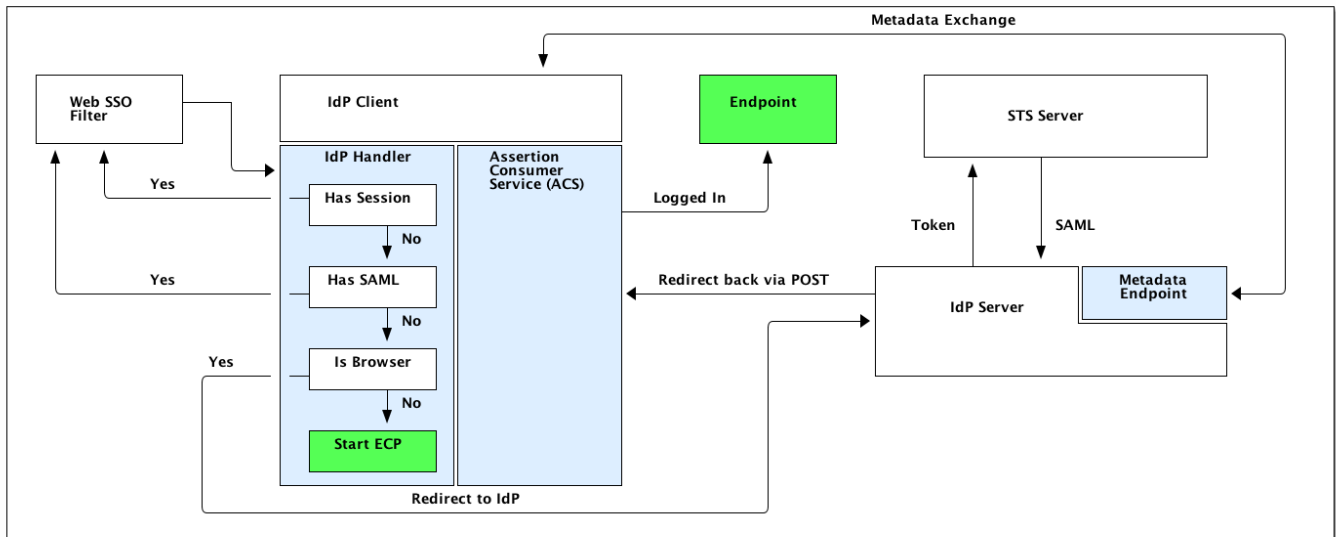 Metadata Exchange
Web SSO
Filter
IdP Client
Endpoint
STS Server
IdP Handler
Assertion
Consumer
Service (ACS)
Yes
Has Session
Logged In
No
Token
SAML
Yes
Has SAML
Redirect back via POST
Metadata
Endpoint
IdP Server
No
Yes
Is Browser
No
Start ECP
Redirect to IdP